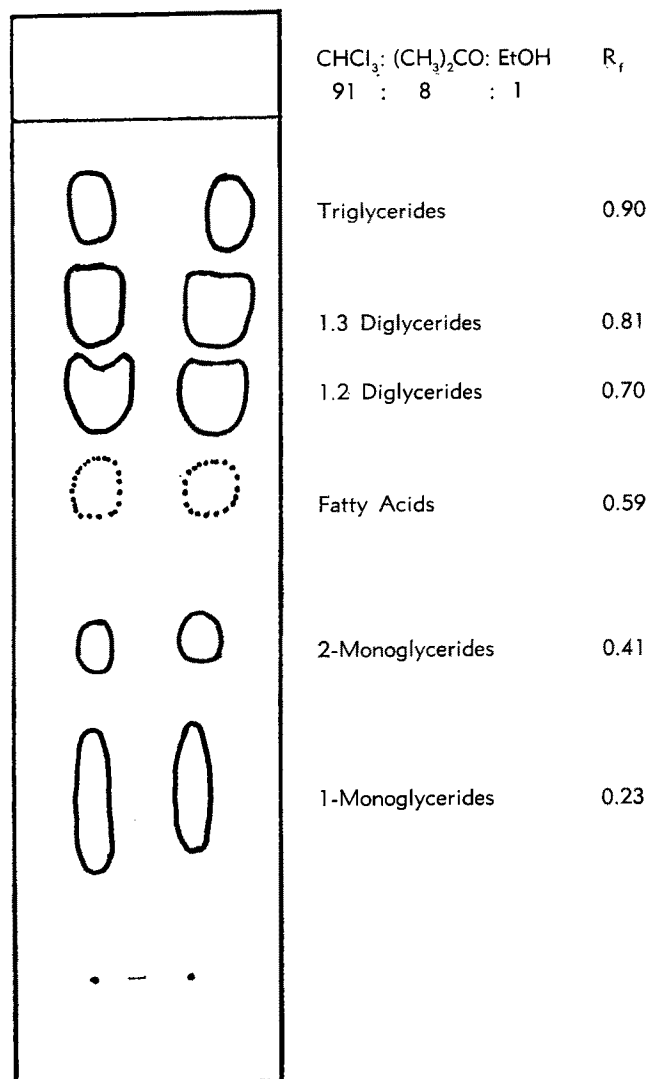 CHCl₃: (CH₃)₂CO: EtOH R_f
91 : 8 : 1
Triglycerides 0.90
1.3 Diglycerides 0.81
1.2 Diglycerides 0.70
Fatty Acids 0.59
2-Monoglycerides 0.41
1-Monoglycerides 0.23